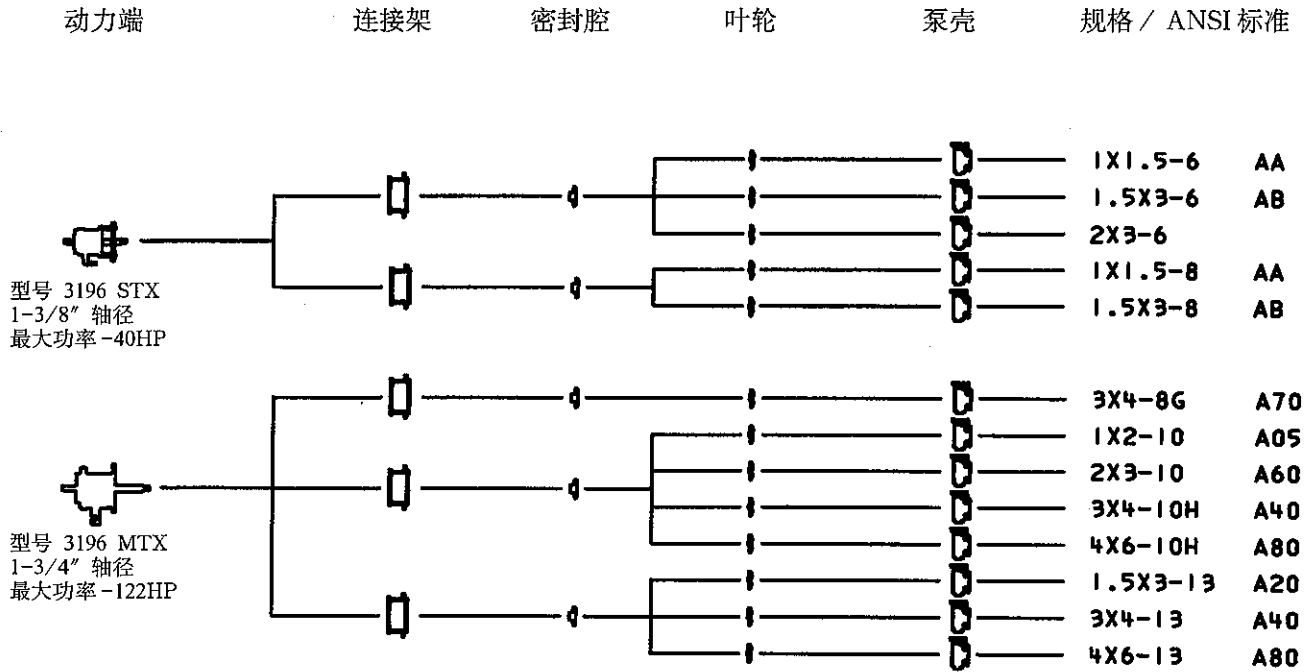 动力端 连接架 密封腔 叶轮 泵壳 规格 / ANSI 标准
1X1.5-6 AA
1.5X3-6 AB
2X3-6
1X1.5-8 AA
1.5X3-8 AB
型号 3196 STX
1-3/8″ 轴径
最大功率-40HP
3X4-8G A70
1X2-10 A05
2X3-10 A60
3X4-10H A40
4X6-10H A80
型号 3196 MTX
1-3/4″ 轴径
最大功率-122HP
1.5X3-13 A20
3X4-13 A40
4X6-13 A80